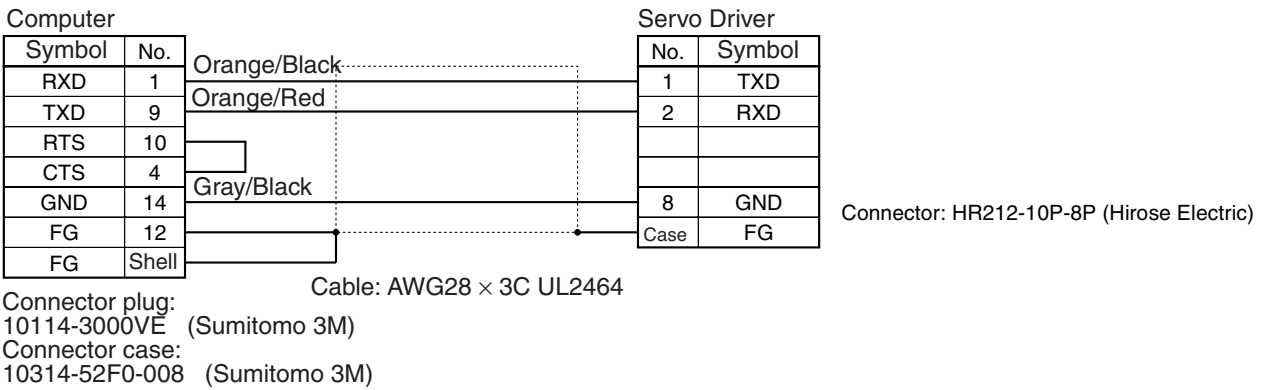 Computer
Servo Driver
Symbol No.
No. Symbol
Orange/Black
RXD 1
1 TXD
Orange/Red
TXD 9
2 RXD
RTS 10
CTS 4
Gray/Black
GND 14
8 GND
FG 12
Case FG
FG Shell
Connector: HR212-10P-8P (Hirose Electric)
Cable: AWG28 × 3C UL2464
Connector plug:
10114-3000VE (Sumitomo 3M)
Connector case:
10314-52F0-008 (Sumitomo 3M)